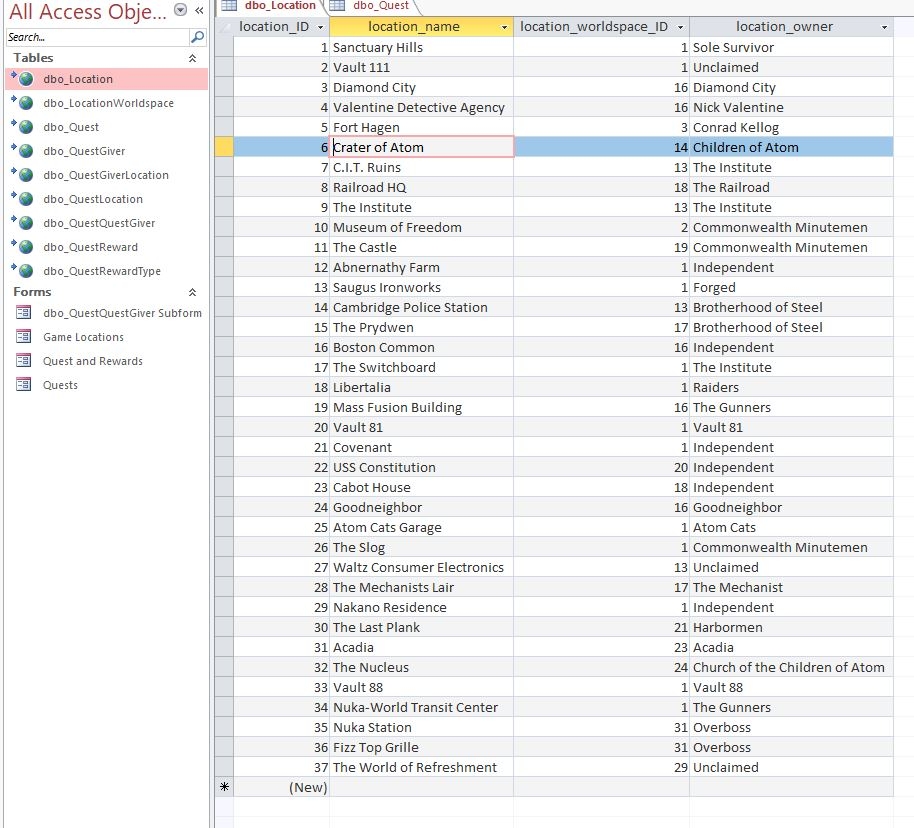 All Access Obje...
Search...
Tables
dbo_Location
dbo_LocationWorldspace
dbo_Quest
dbo_QuestGiver
dbo_QuestGiverLocation
dbo_QuestLocation
dbo_QuestQuestGiver
dbo_QuestReward
dbo_QuestRewardType
Forms
dbo_QuestQuestGiver Subform
Game Locations
Quest and Rewards
Quests
dbo_Location dbo_Quest
location_ID location_name location_worldspace_ID location_owner
1 Sanctuary Hills 1 Sole Survivor
2 Vault 111 1 Unclaimed
3 Diamond City 16 Diamond City
4 Valentine Detective Agency 16 Nick Valentine
5 Fort Hagen 3 Conrad Kellog
6 Crater of Atom 14 Children of Atom
7 C.I.T. Ruins 13 The Institute
8 Railroad HQ 18 The Railroad
9 The Institute 13 The Institute
10 Museum of Freedom 2 Commonwealth Minutemen
11 The Castle 19 Commonwealth Minutemen
12 Abnernathy Farm 1 Independent
13 Saugus Ironworks 1 Forged
14 Cambridge Police Station 13 Brotherhood of Steel
15 The Prydwen 17 Brotherhood of Steel
16 Boston Common 16 Independent
17 The Switchboard 1 The Institute
18 Libertalia 1 Raiders
19 Mass Fusion Building 16 The Gunners
20 Vault 81 1 Vault 81
21 Covenant 1 Independent
22 USS Constitution 20 Independent
23 Cabot House 18 Independent
24 Goodneighbor 16 Goodneighbor
25 Atom Cats Garage 1 Atom Cats
26 The Slog 1 Commonwealth Minutemen
27 Waltz Consumer Electronics 13 Unclaimed
28 The Mechanists Lair 17 The Mechanist
29 Nakano Residence 1 Independent
30 The Last Plank 21 Harbormen
31 Acadia 23 Acadia
32 The Nucleus 24 Church of the Children of Atom
33 Vault 88 1 Vault 88
34 Nuka-World Transit Center 1 The Gunners
35 Nuka Station 31 Overboss
36 Fizz Top Grille 31 Overboss
37 The World of Refreshment 29 Unclaimed
(New)